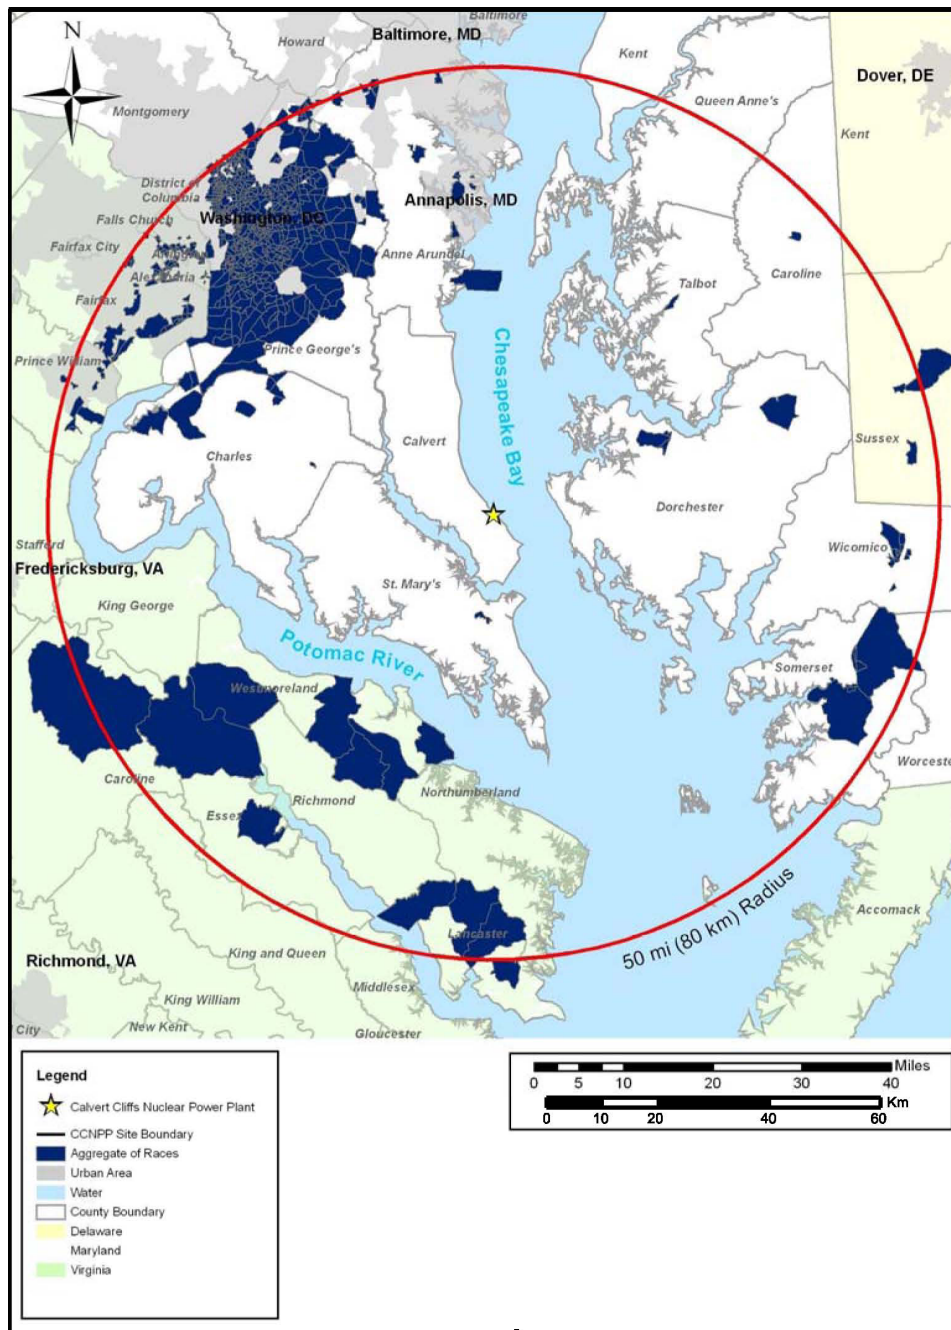 N
Baltimore, MD
Baltimore
Howard
Kent
Dover, DE
Montgomery
Queen Anne's
Kent
District of
Columbia
Washington, DC
Annapolis, MD
Falls Church
Fairfax City
Arlington
Anne Arundel
Alexandria
Talbot
Caroline
Fairfax
Prince George's
Prince William
Chesapeake Bay
Charles
Calvert
Sussex
Dorchester
Stafford
Wicomico
Fredericksburg, VA
St. Mary's
King George
Potomac River
Somerset
Westmoreland
Worcester
Caroline
Northumberland
Richmond
Essex
50 mi (80 km) Radius
Accomack
Lancaster
King and Queen
Richmond, VA
Middlesex
King William
New Kent
Gloucester
City
Legend
Calvert Cliffs Nuclear Power Plant
CCNPP Site Boundary
Aggregate of Races
Urban Area
Water
County Boundary
Delaware
Maryland
Virginia
Miles
0 5 10 20 30 40
Km
0 10 20 40 60